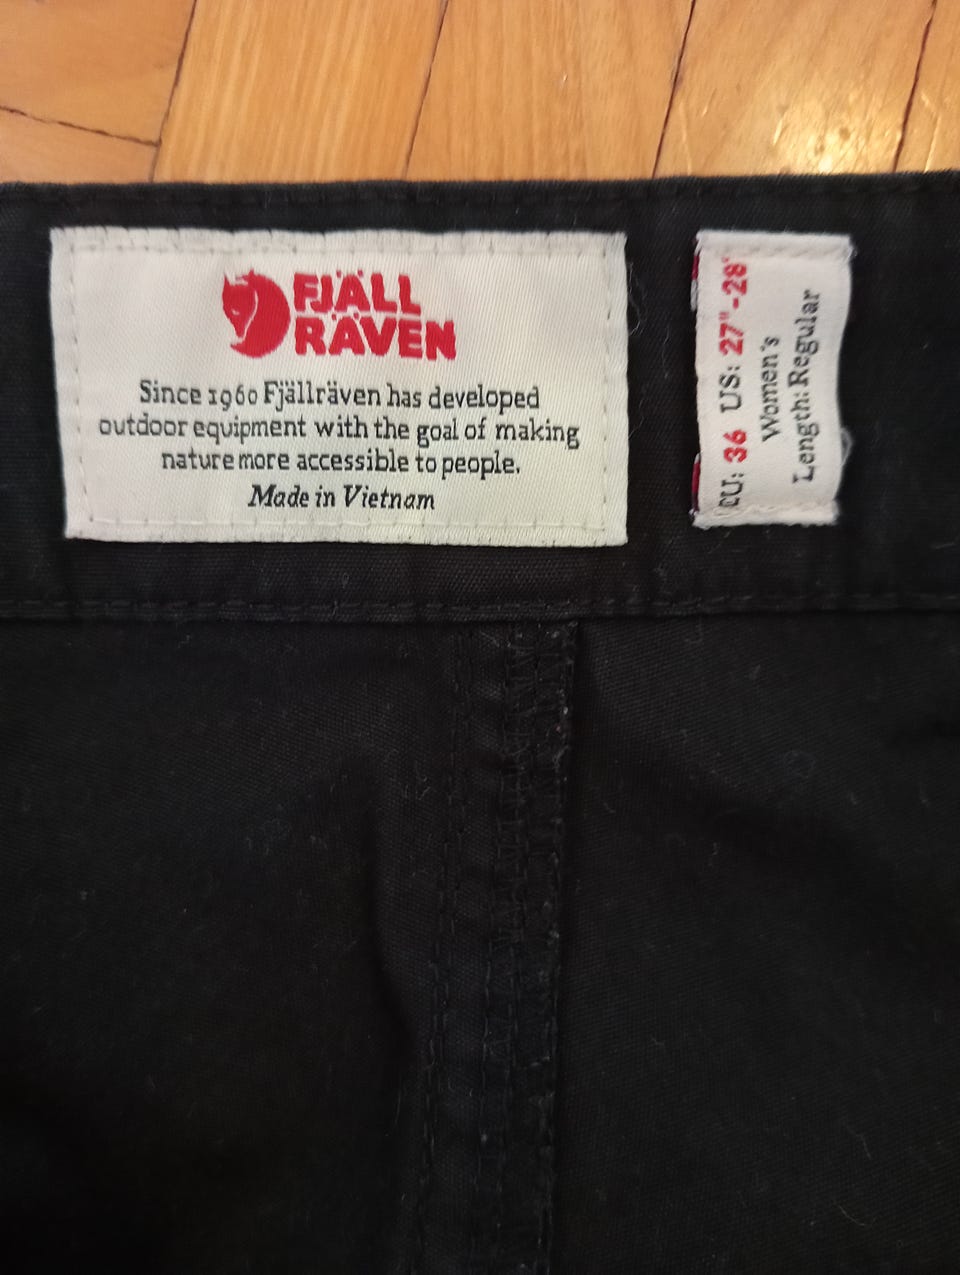 FJÄLL
RÄVEN
Since 1960 Fjällräven has developed
outdoor equipment with the goal of making
nature more accessible to people.
Made in Vietnam
EU: 36 US: 27"-28"
Women's
Length: Regular